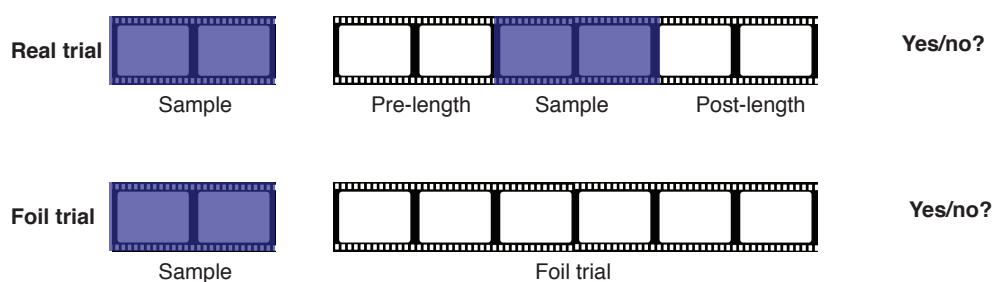 Real trial
Yes/no?
Sample
Pre-length
Sample
Post-length
Foil trial
Yes/no?
Sample
Foil trial